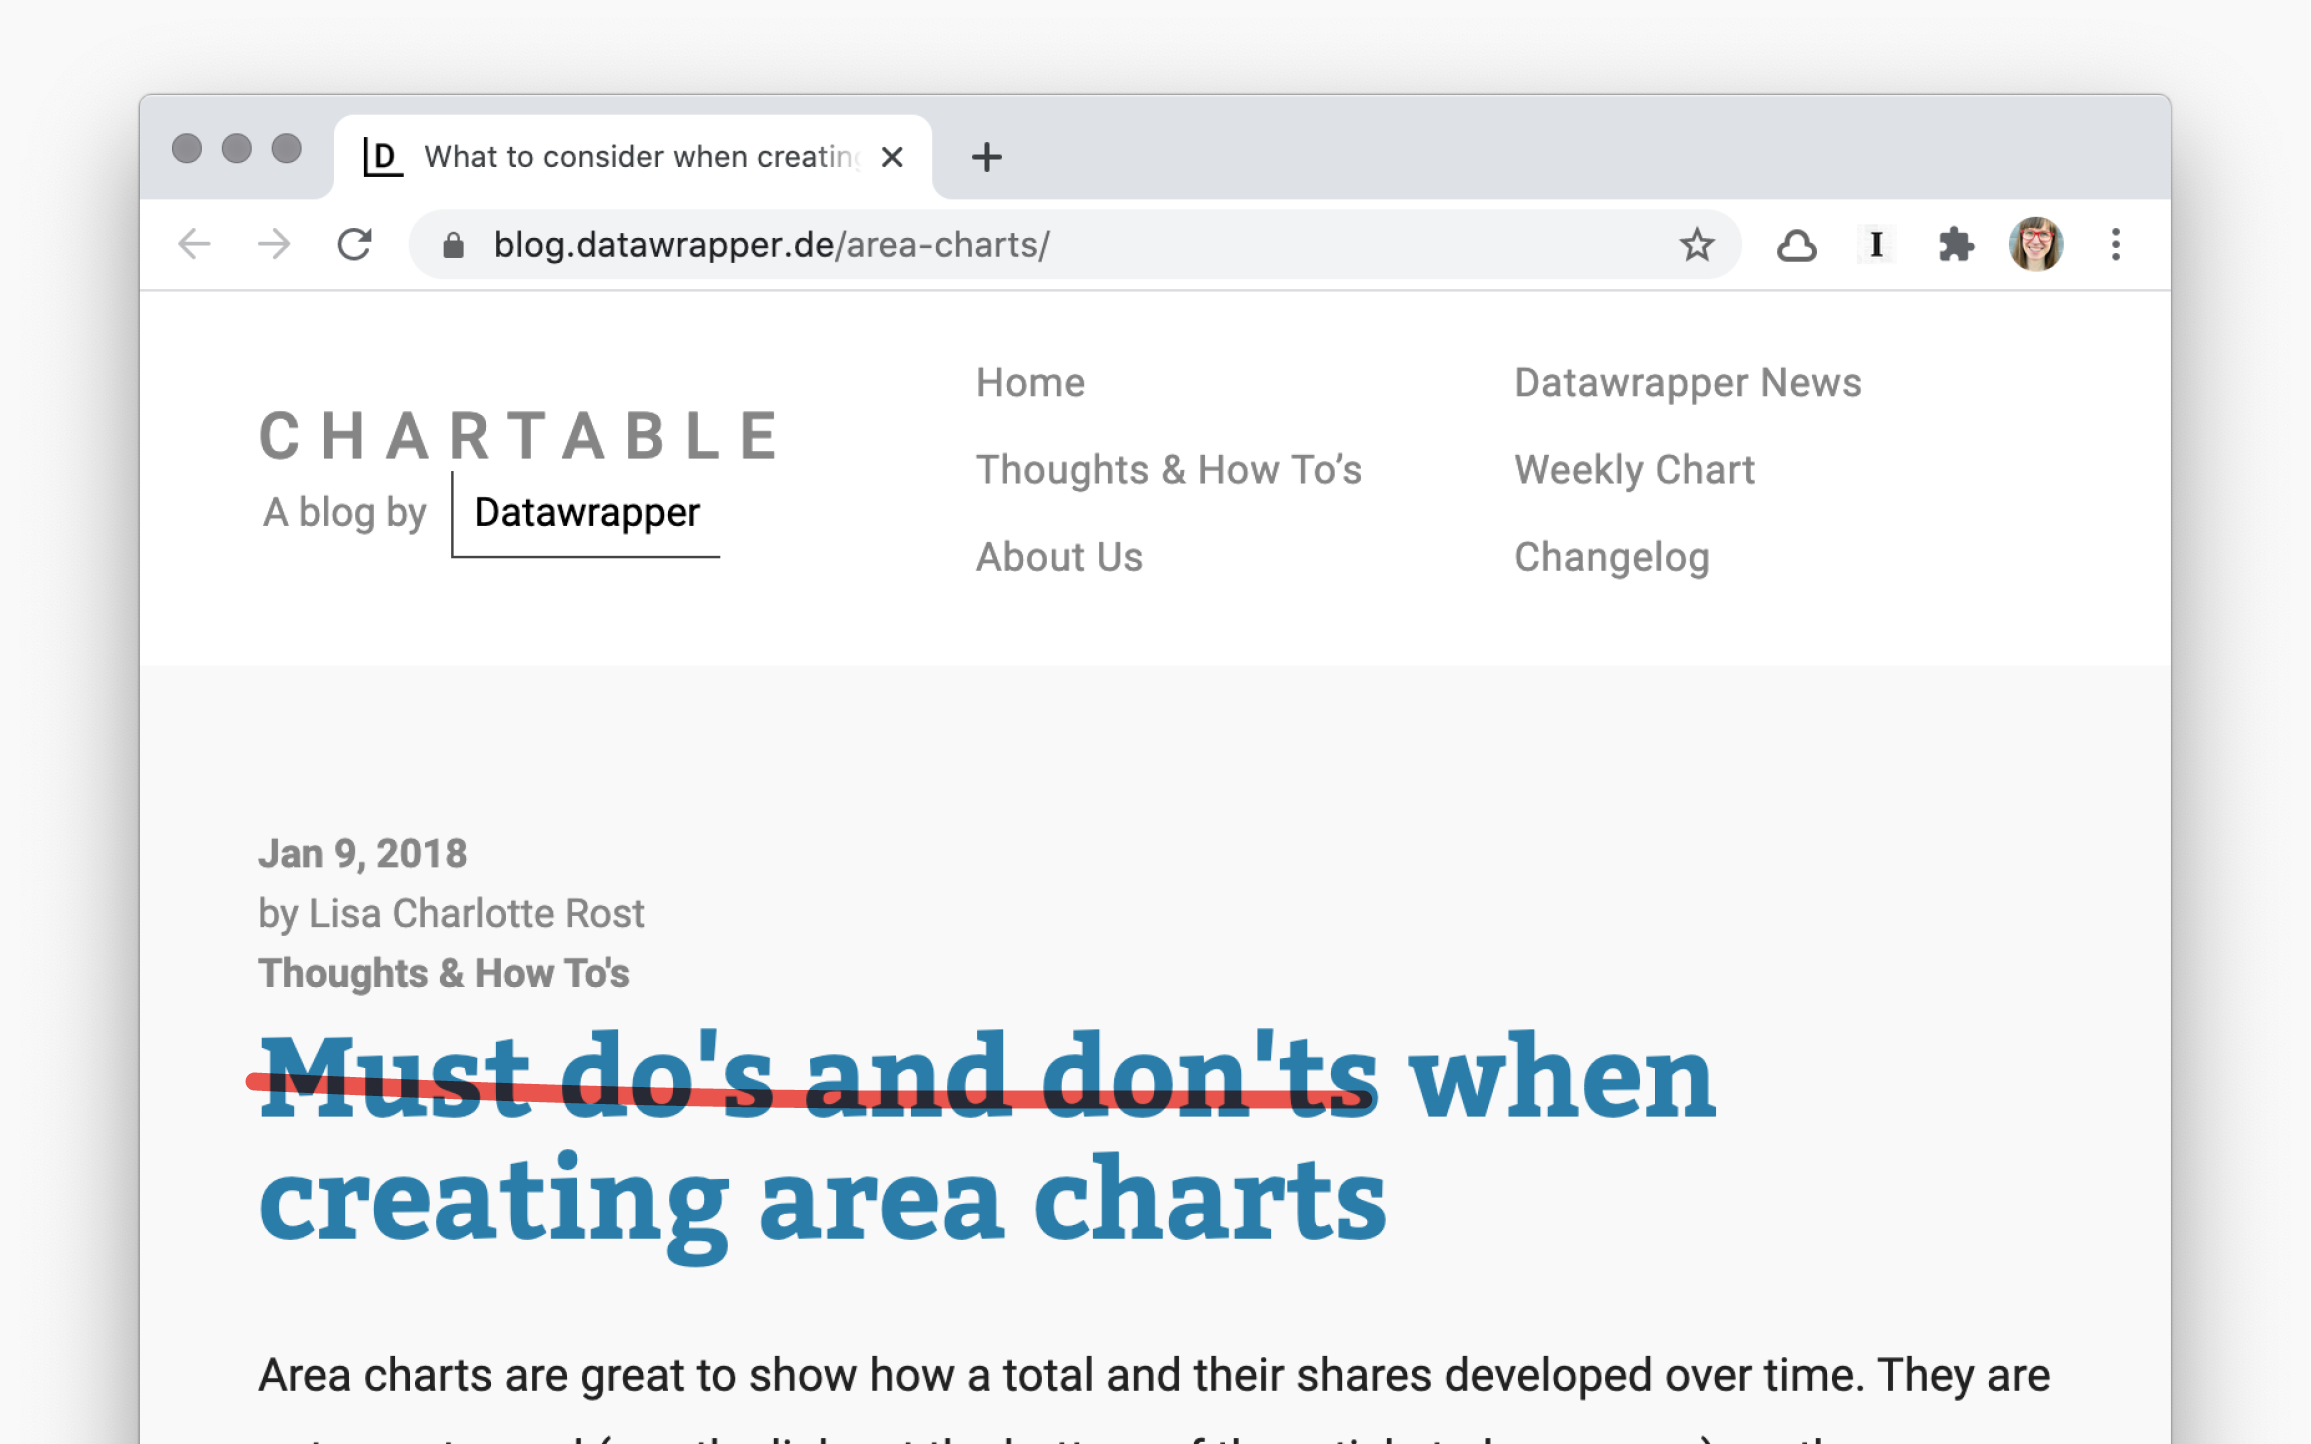 D What to consider when creating
blog.datawrapper.de/area-charts/
I
CHARTABLE
A blog by Datawrapper
Home
Thoughts & How To’s
About Us
Datawrapper News
Weekly Chart
Changelog
Jan 9, 2018
by Lisa Charlotte Rost
Thoughts & How To's
Must do's and don'ts when
creating area charts
Area charts are great to show how a total and their shares developed over time. They are